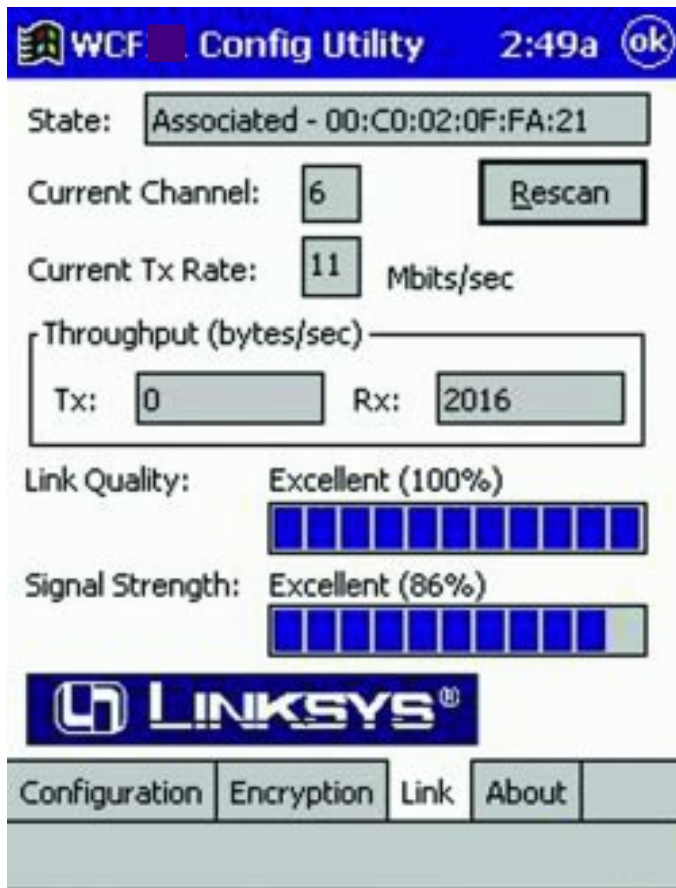 WCF Config Utility 2:49a ok
State: Associated - 00:C0:02:0F:FA:21
Current Channel: 6 Rescan
Current Tx Rate: 11 Mbits/sec
Throughput (bytes/sec)
Tx: 0 Rx: 2016
Link Quality: Excellent (100%)
Signal Strength: Excellent (86%)
LINKSYS®
Configuration Encryption Link About